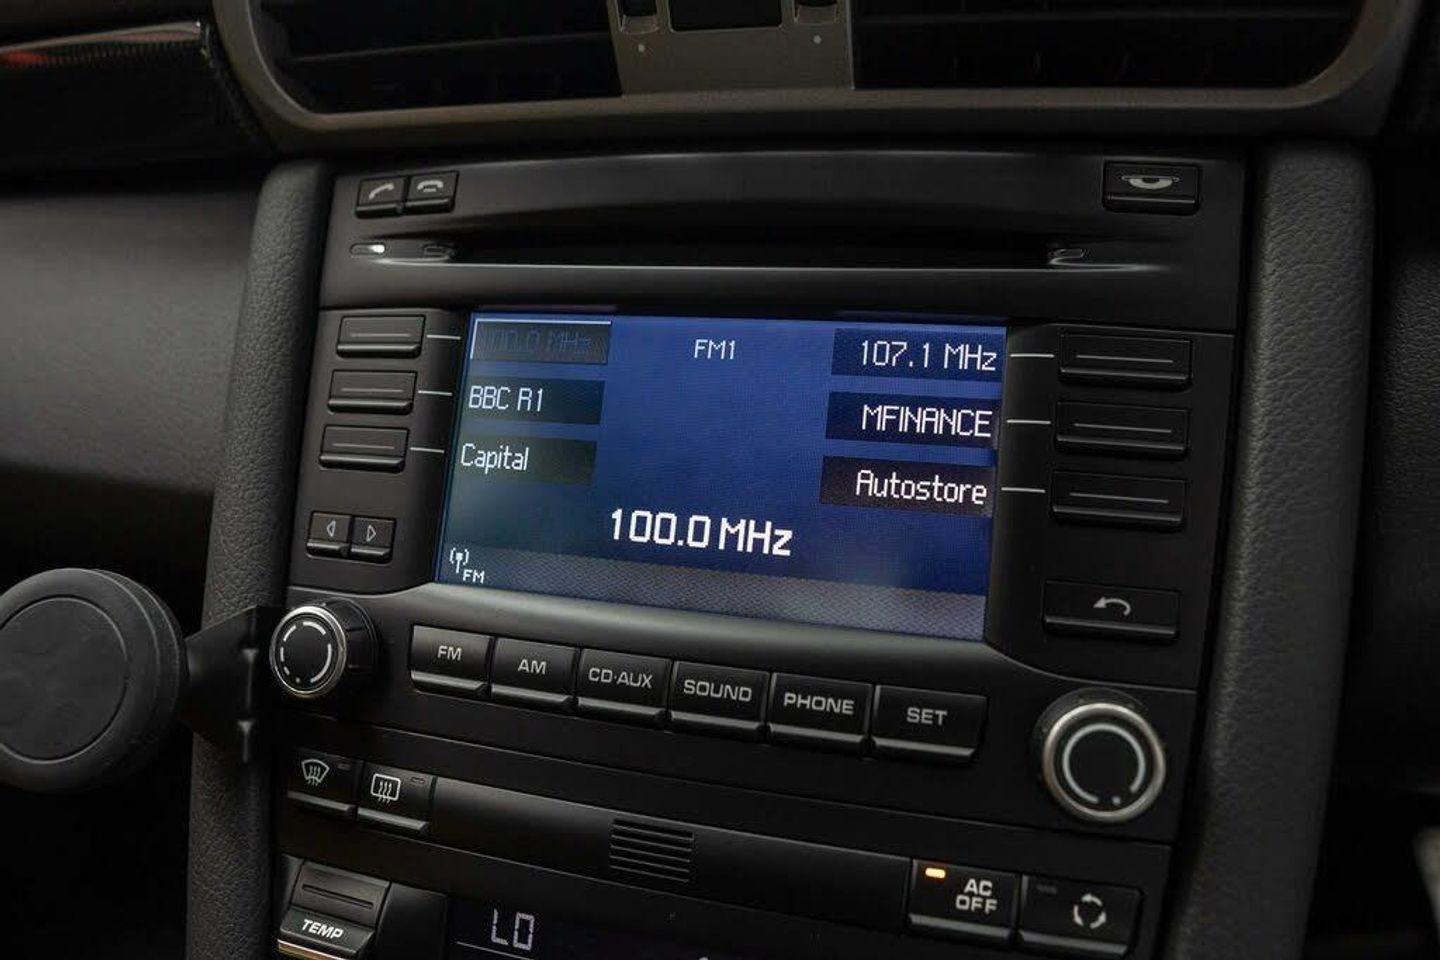 100.0 MHz
FM1
107.1 MHz
BBC R1
MFINANCE
Capital
Autostore
100.0 MHz
FM
FM
AM
CD·AUX
SOUND
PHONE
SET
AC
OFF
TEMP
LO